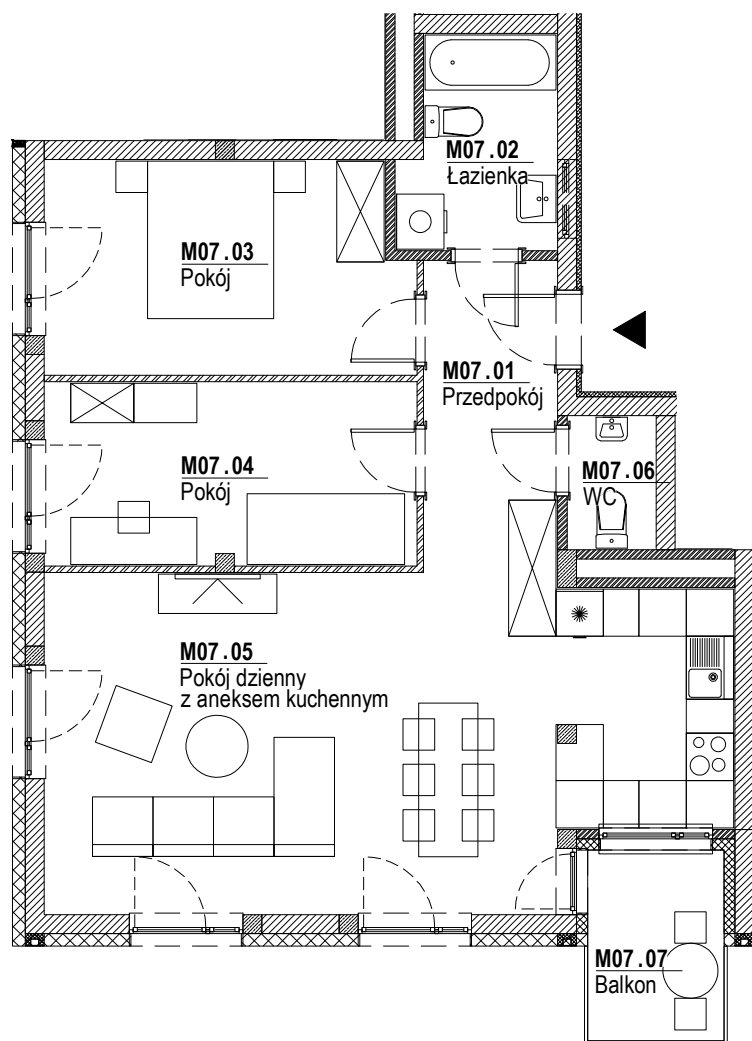 M07.02
Łazienka
M07.03
Pokój
M07.01
Przedpokój
M07.04
Pokój
M07.06
WC
M07.05
Pokój dzienny
z aneksem kuchennym
M07.07
Balkon